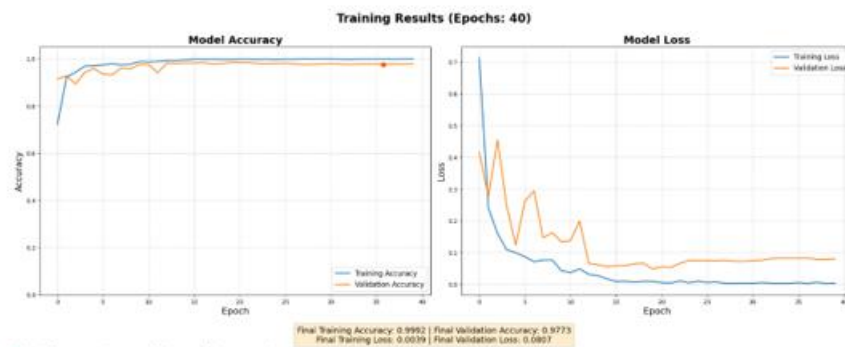 Training Results (Epochs: 40)
Model Accuracy
1.0
0.8
0.6
0.4
0.2
0.0
Accuracy
0
5
10
15
20
25
30
35
40
Epoch
Training Accuracy
Validation Accuracy
Model Loss
0.7
0.6
0.5
0.4
0.3
0.2
0.1
0.0
Loss
0
5
10
15
20
25
30
35
Epoch
Training Loss
Validation Loss
Final Training Accuracy: 0.9992 | Final Validation Accuracy: 0.9773
Final Training Loss: 0.0039 | Final Validation Loss: 0.0807